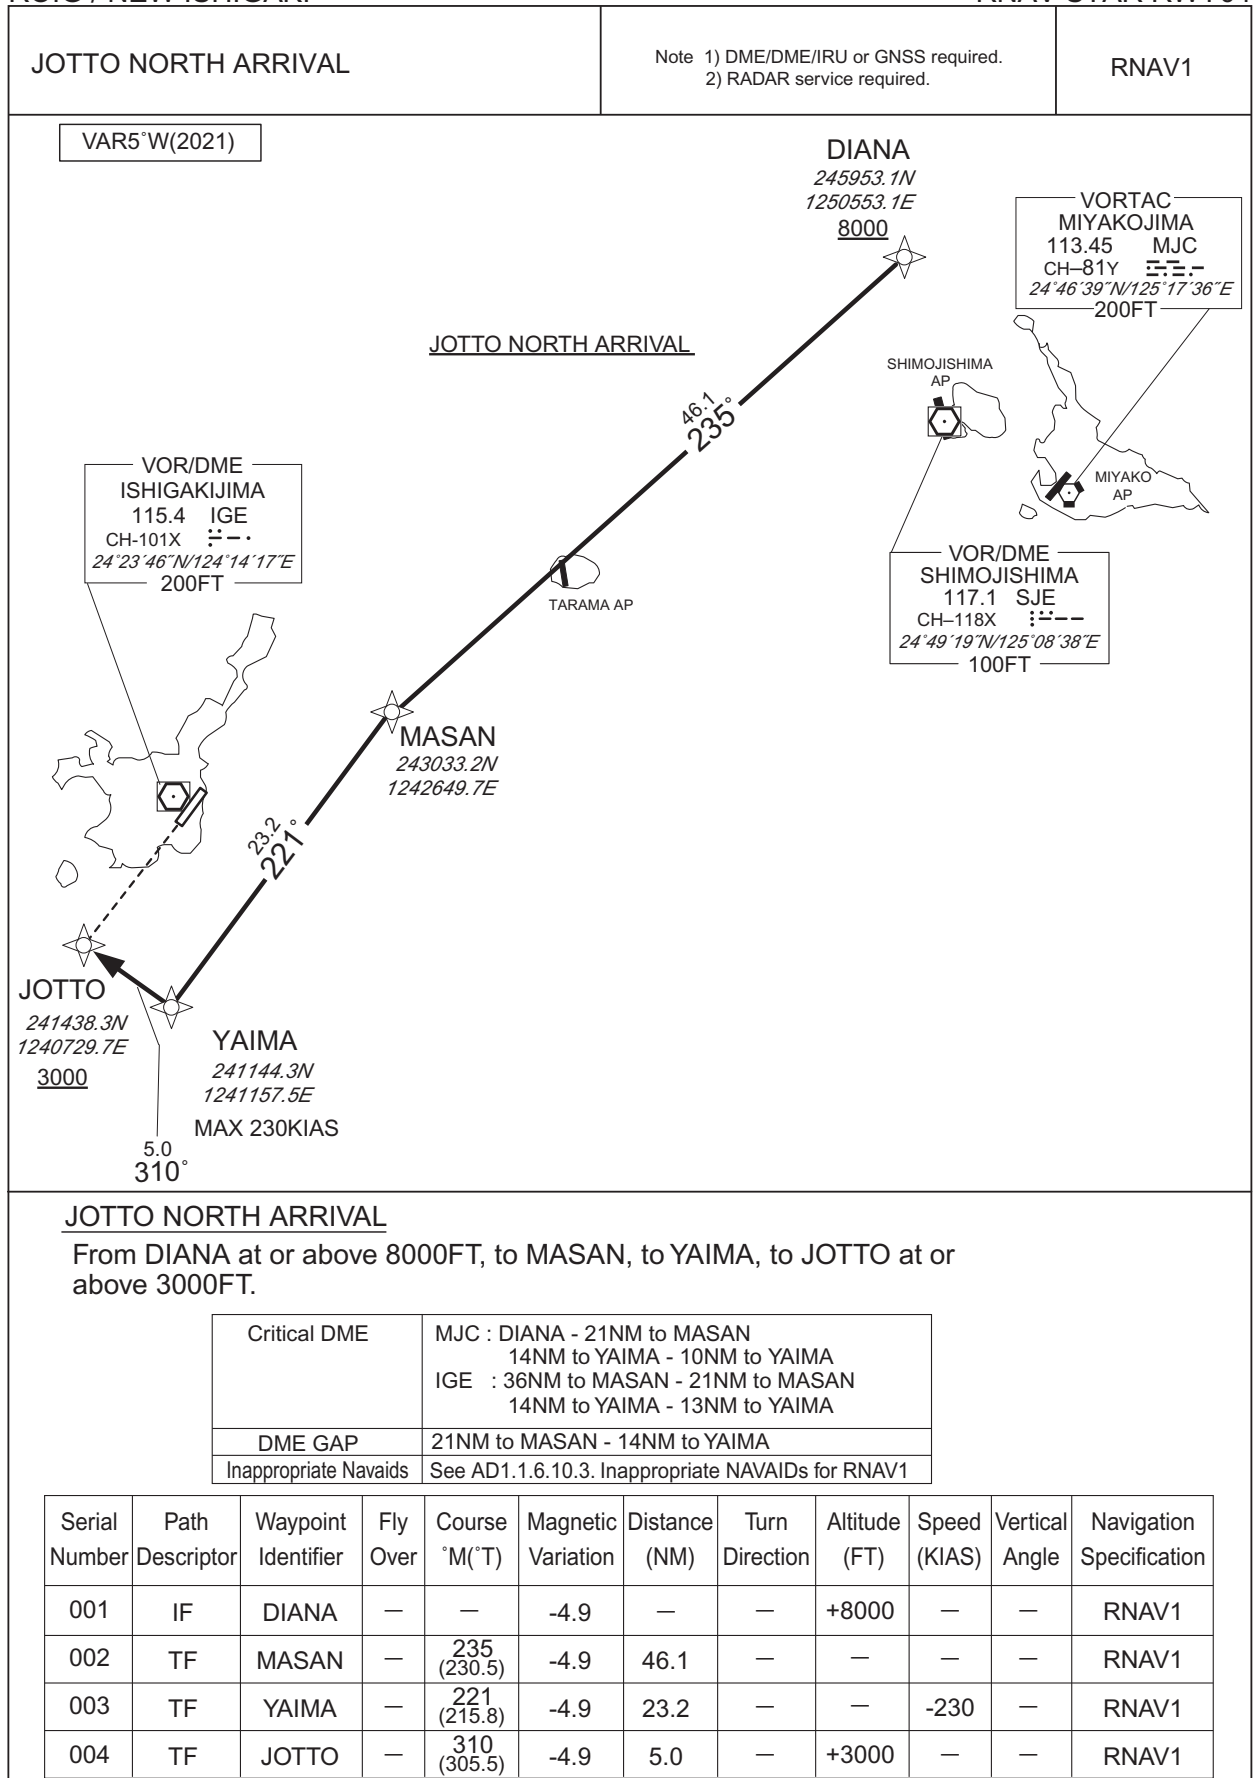 JOTTO NORTH ARRIVAL
Note 1) DME/DME/IRU or GNSS required.
2) RADAR service required.
RNAV1
VAR5˚W(2021)
DIANA
245953.1N
1250553.1E
8000
VORTAC
MIYAKOJIMA
113.45 MJC
CH–81Y
24˚46´39˝N/125˚17´36˝E
200FT
JOTTO NORTH ARRIVAL
SHIMOJISHIMA
AP
46.1
235˚
VOR/DME
ISHIGAKIJIMA
115.4 IGE
CH-101X
24˚23´46˝N/124˚14´17˝E
200FT
MIYAKO
AP
VOR/DME
SHIMOJISHIMA
117.1 SJE
CH–118X
24˚49´19˝N/125˚08´38˝E
100FT
TARAMA AP
MASAN
243033.2N
1242649.7E
23.2
221˚
JOTTO
241438.3N
1240729.7E
3000
YAIMA
241144.3N
1241157.5E
MAX 230KIAS
5.0
310˚
JOTTO NORTH ARRIVAL
From DIANA at or above 8000FT, to MASAN, to YAIMA, to JOTTO at or
above 3000FT.
Critical DME
MJC : DIANA - 21NM to MASAN
14NM to YAIMA - 10NM to YAIMA
IGE : 36NM to MASAN - 21NM to MASAN
14NM to YAIMA - 13NM to YAIMA
DME GAP 21NM to MASAN - 14NM to YAIMA
Inappropriate Navaids See AD1.1.6.10.3. Inappropriate NAVAIDs for RNAV1
Serial Path Waypoint Fly Course Magnetic Distance Turn Altitude Speed Vertical Navigation
Number Descriptor Identifier Over ˚M(˚T) Variation (NM) Direction (FT) (KIAS) Angle Specification
001 IF DIANA — — -4.9 — — +8000 — — RNAV1
002 TF MASAN — 235 (230.5) -4.9 46.1 — — — — RNAV1
003 TF YAIMA — 221 (215.8) -4.9 23.2 — — -230 — RNAV1
004 TF JOTTO — 310 (305.5) -4.9 5.0 — +3000 — — RNAV1